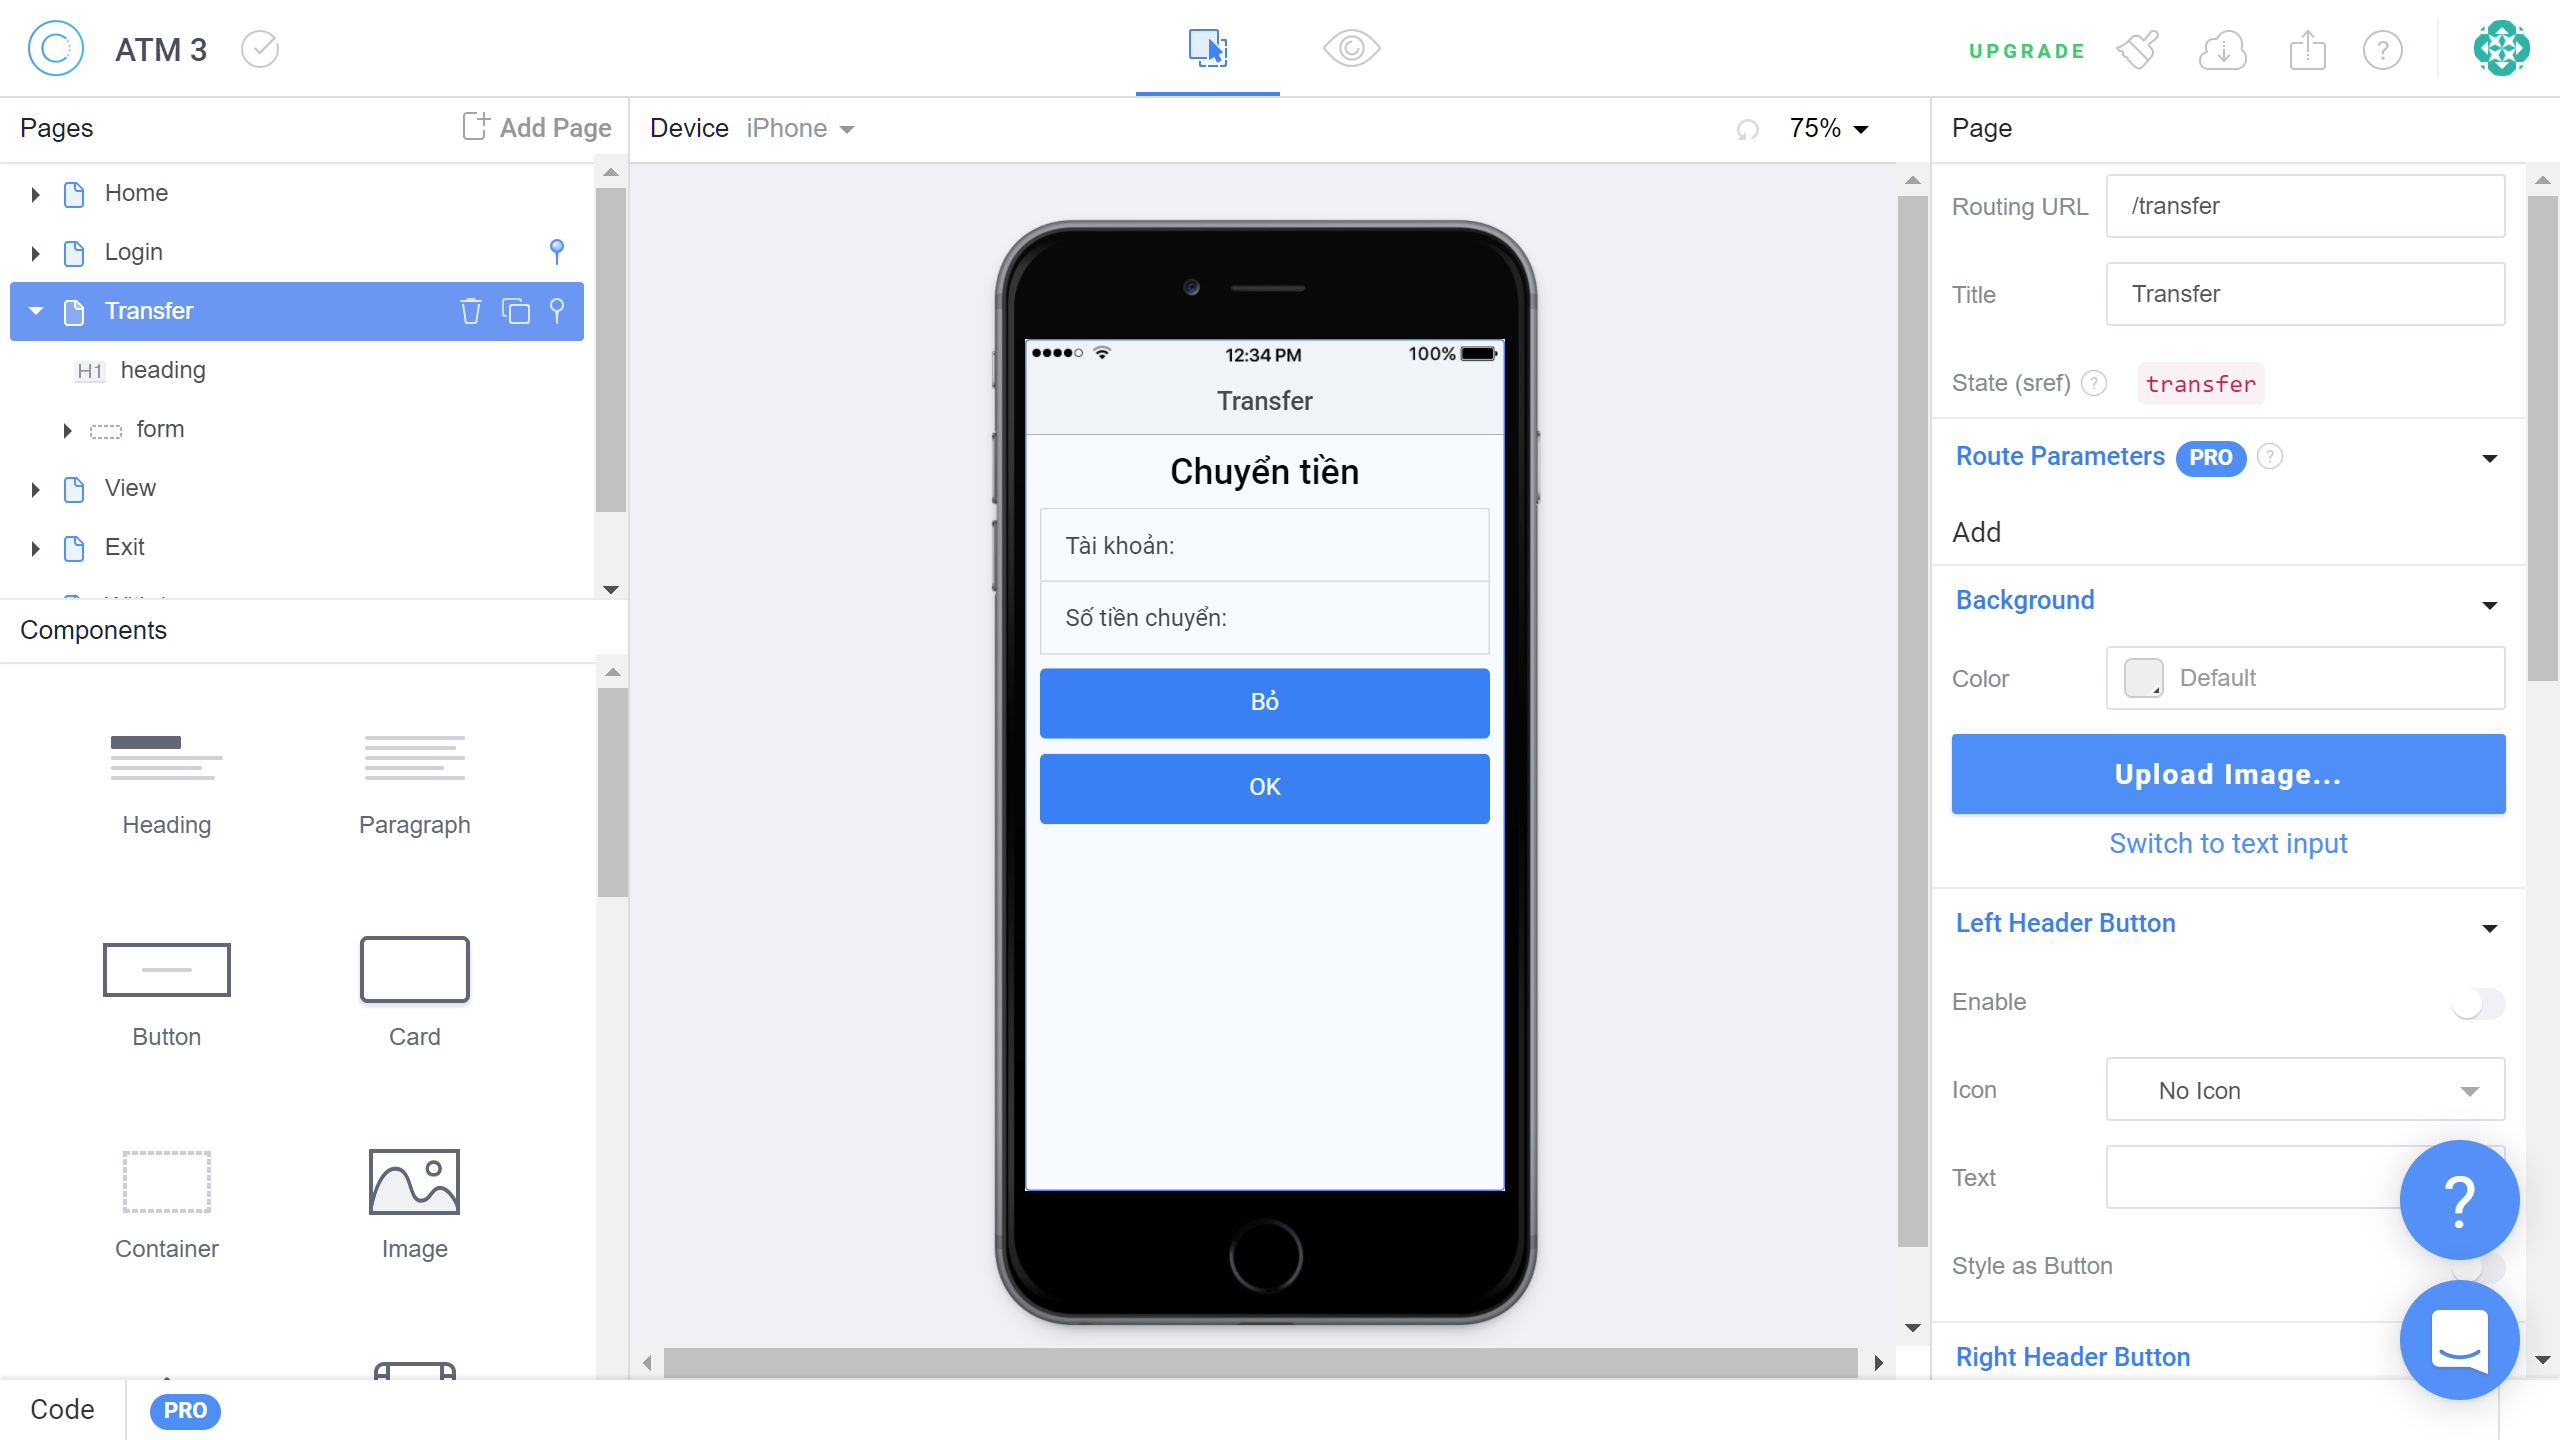 ATM 3
UPGRADE
Pages
Add Page
Device iPhone
75%
Page
Home
Login
Transfer
H1 heading
form
View
Exit
Components
Heading
Paragraph
Button
Card
Container
Image
12:34 PM
100%
Transfer
Chuyển tiền
Tài khoản:
Số tiền chuyển:
Bỏ
OK
Routing URL /transfer
Title Transfer
State (sref) ? transfer
Route Parameters PRO ?
Add
Background
Color Default
Upload Image...
Switch to text input
Left Header Button
Enable
Icon No Icon
Text
Style as Button
Right Header Button
Code PRO